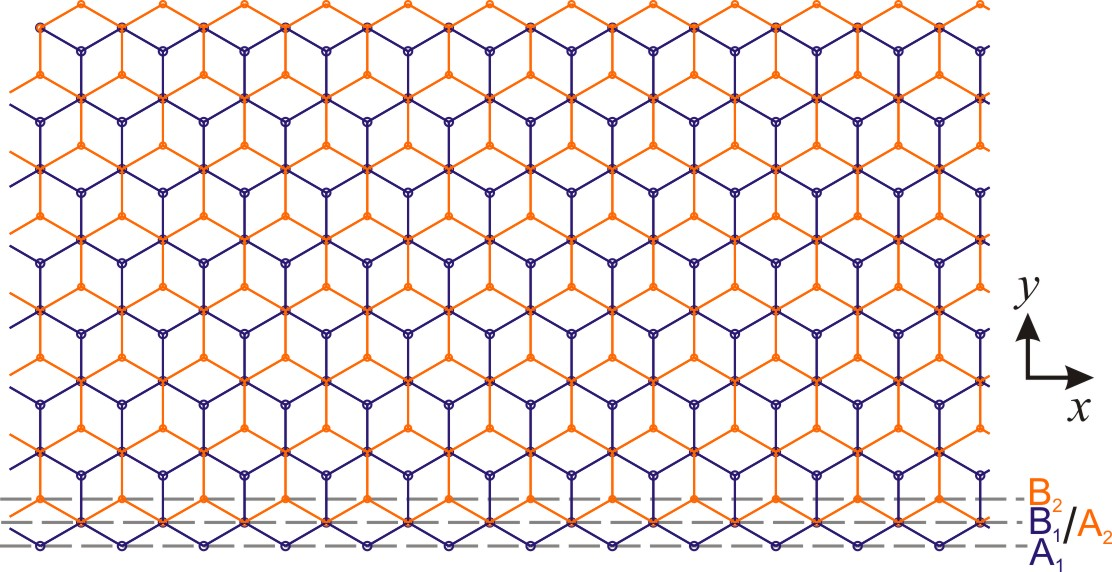 y
x
B₂
B₁/A₂
A₁